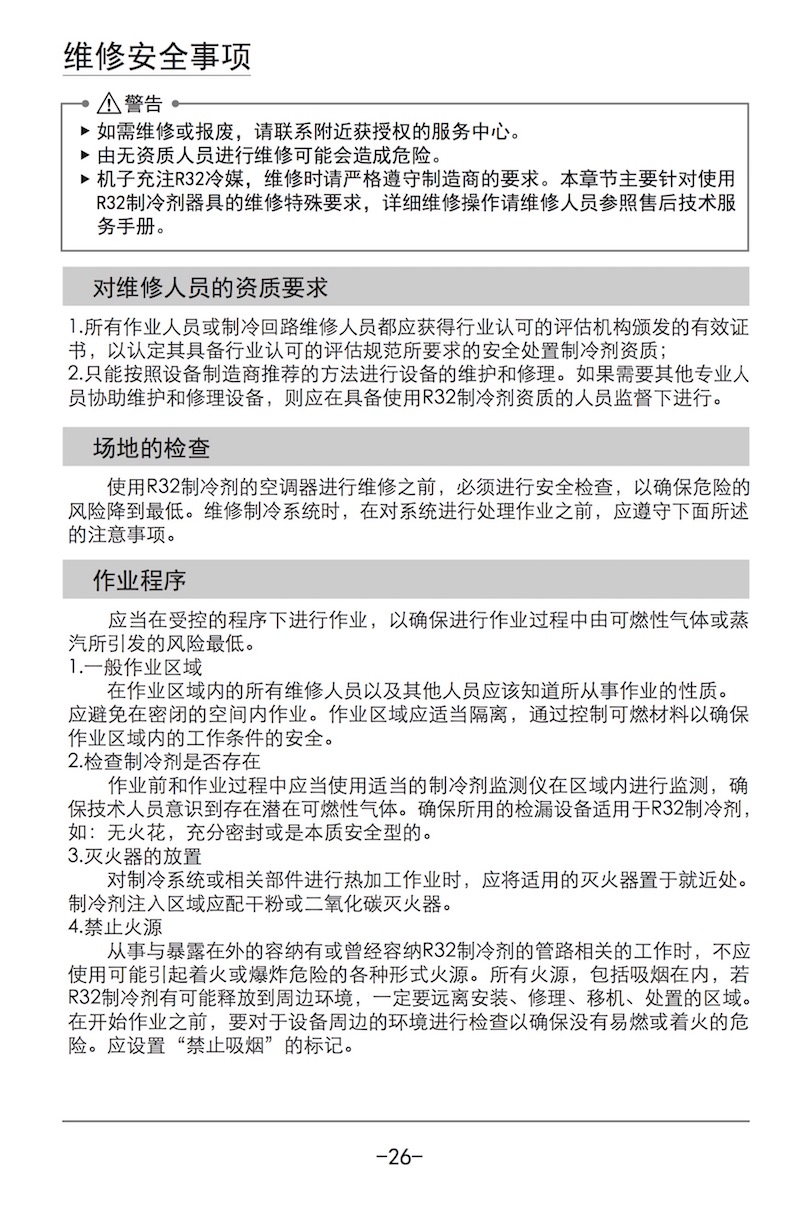 维修安全事项
警告
▶ 如需维修或报废，请联系附近获授权的服务中心。
▶ 由无资质人员进行维修可能会造成危险。
▶ 机子充注R32冷媒，维修时请严格遵守制造商的要求。本章节主要针对使用
R32制冷剂器具的维修特殊要求，详细维修操作请维修人员参照售后技术服
务手册。
对维修人员的资质要求
1.所有作业人员或制冷回路维修人员都应获得行业认可的评估机构颁发的有效证
书，以认定其具备行业认可的评估规范所要求的安全处置制冷剂资质；
2.只能按照设备制造商推荐的方法进行设备的维护和修理。如果需要其他专业人
员协助维护和修理设备，则应在具备使用R32制冷剂资质的人员监督下进行。
场地的检查
使用R32制冷剂的空调器进行维修之前，必须进行安全检查，以确保危险的
风险降到最低。维修制冷系统时，在对系统进行处理作业之前，应遵守下面所述
的注意事项。
作业程序
应当在受控的程序下进行作业，以确保进行作业过程中由可燃性气体或蒸
汽所引发的风险最低。
1.一般作业区域
在作业区域内的所有维修人员以及其他人员应该知道所从事作业的性质。
应避免在密闭的空间内作业。作业区域应适当隔离，通过控制可燃材料以确保
作业区域内的工作条件的安全。
2.检查制冷剂是否存在
作业前和作业过程中应当使用适当的制冷剂监测仪在区域内进行监测，确
保技术人员意识到存在潜在可燃性气体。确保所用的检漏设备适用于R32制冷剂，
如：无火花，充分密封或是本质安全型的。
3.灭火器的放置
对制冷系统或相关部件进行热加工作业时，应将适用的灭火器置于就近处。
制冷剂注入区域应配干粉或二氧化碳灭火器。
4.禁止火源
从事与暴露在外的容纳有或曾经容纳R32制冷剂的管路相关的工作时，不应
使用可能引起着火或爆炸危险的各种形式火源。所有火源，包括吸烟在内，若
R32制冷剂有可能释放到周边环境，一定要远离安装、修理、移机、处置的区域。
在开始作业之前，要对于设备周边的环境进行检查以确保没有易燃或着火的危
险。应设置“禁止吸烟”的标记。
-26-